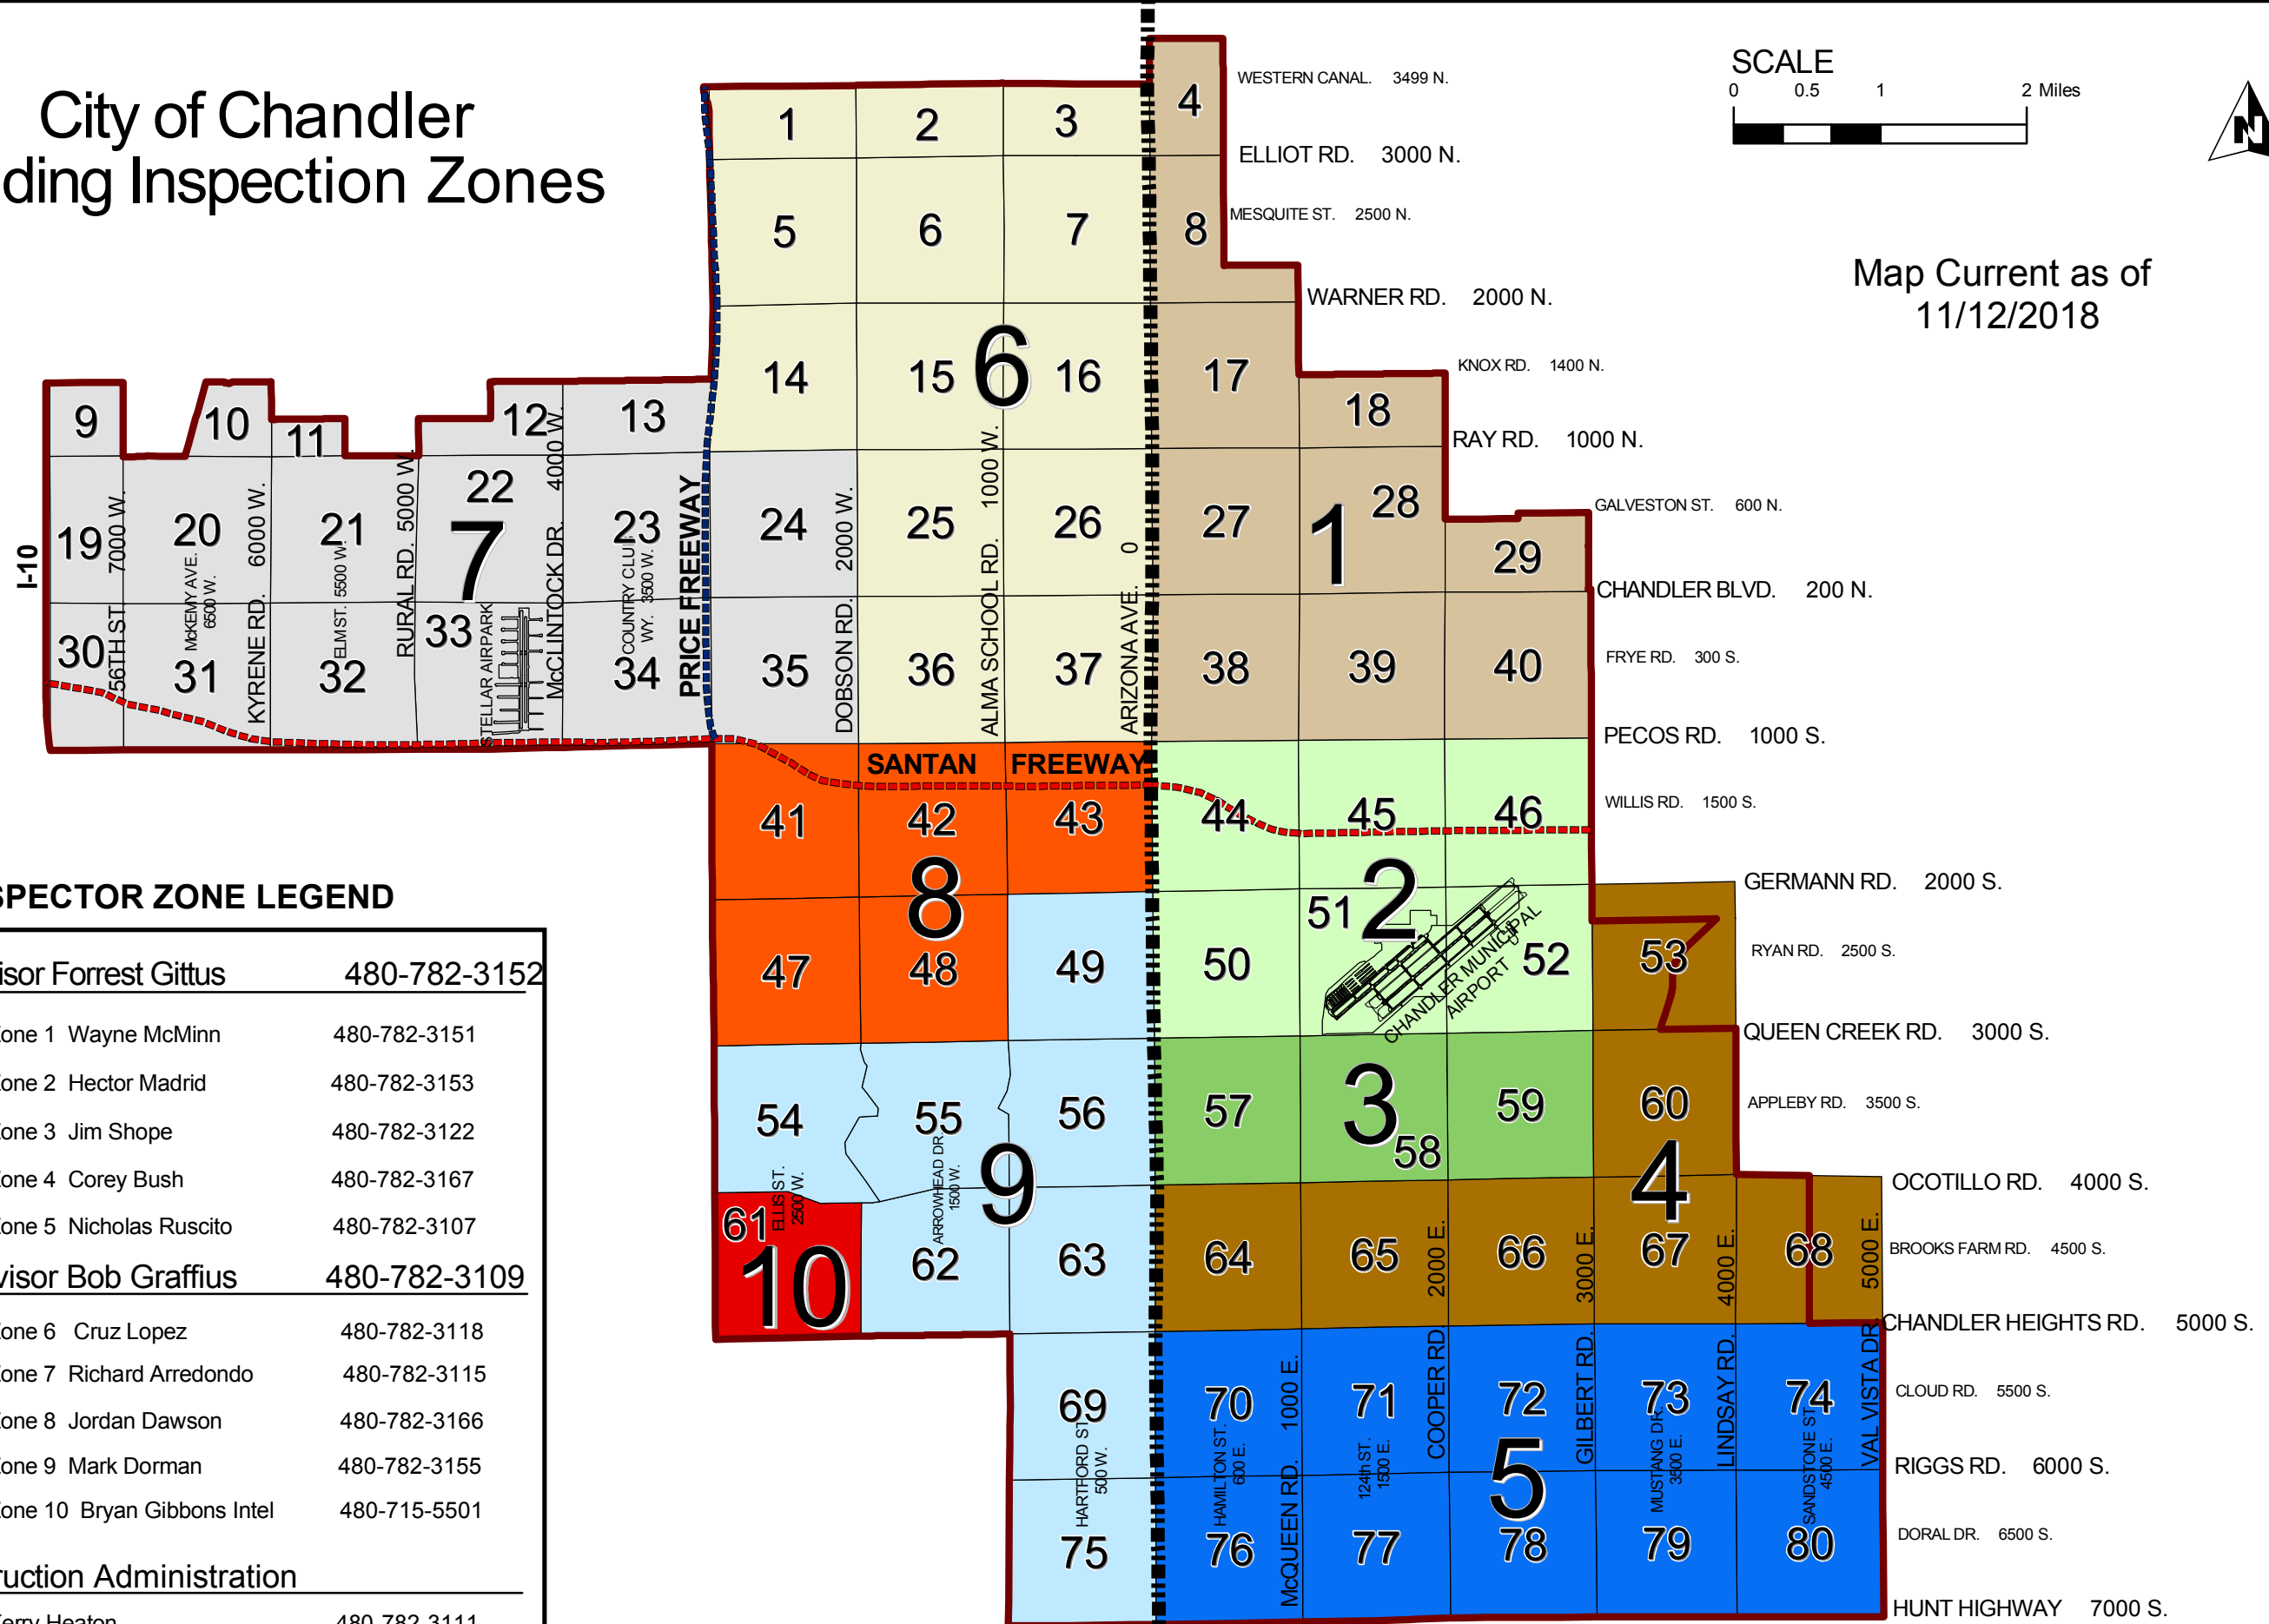 City of Chandler
ding Inspection Zones
SCALE
0 0.5 1 2 Miles
N
Map Current as of
11/12/2018
WESTERN CANAL. 3499 N.
ELLIOT RD. 3000 N.
MESQUITE ST. 2500 N.
WARNER RD. 2000 N.
KNOX RD. 1400 N.
RAY RD. 1000 N.
GALVESTON ST. 600 N.
CHANDLER BLVD. 200 N.
FRYE RD. 300 S.
PECOS RD. 1000 S.
WILLIS RD. 1500 S.
GERMANN RD. 2000 S.
RYAN RD. 2500 S.
QUEEN CREEK RD. 3000 S.
APPLEBY RD. 3500 S.
OCOTILLO RD. 4000 S.
BROOKS FARM RD. 4500 S.
CHANDLER HEIGHTS RD. 5000 S.
CLOUD RD. 5500 S.
RIGGS RD. 6000 S.
DORAL DR. 6500 S.
HUNT HIGHWAY 7000 S.
1 2 3 4
5 6 7 8
14 15 6 16 17
9 10 11 12 13 18
19 20 21 22 23 24 25 26 27 28 29
7 1
30 31 32 33 34 35 36 37 38 39 40
I-10
56TH ST. 7000 W.
McKEMY AVE.
6500 W.
KYRENE RD. 6000 W.
ELM ST. 5500 W.
RURAL RD. 5000 W.
STELLAR AIRPARK
McCLINTOCK DR. 4000 W.
COUNTRY CLUB
WY. 3500 W.
PRICE FREEWAY
DOBSON RD. 2000 W.
ALMA SCHOOL RD. 1000 W.
ARIZONA AVE. 0
SANTAN FREEWAY
41 42 43 44 45 46
8 2
47 48 49 50 51 52 53
CHANDLER MUNICIPAL
AIRPORT
54 55 56 57 3 58 59 60
9 4
ELLIS ST.
2500 W.
ARROWHEAD DR.
1500 W.
61 10 62 63 64 65 66 67 68
69 70 71 72 73 74
5
75 76 77 78 79 80
HARTFORD ST.
500 W.
HAMILTON ST.
600 E.
McQUEEN RD. 1000 E.
124th ST.
1500 E.
COOPER RD. 2000 E.
GILBERT RD. 3000 E.
MUSTANG DR.
3500 E.
LINDSAY RD. 4000 E.
SANDSTONE ST.
4500 E.
VAL VISTA DR. 5000 E.
SPECTOR ZONE LEGEND
isor Forrest Gittus 480-782-3152
Zone 1 Wayne McMinn 480-782-3151
Zone 2 Hector Madrid 480-782-3153
Zone 3 Jim Shope 480-782-3122
Zone 4 Corey Bush 480-782-3167
Zone 5 Nicholas Ruscito 480-782-3107
visor Bob Graffius 480-782-3109
Zone 6 Cruz Lopez 480-782-3118
Zone 7 Richard Arredondo 480-782-3115
Zone 8 Jordan Dawson 480-782-3166
Zone 9 Mark Dorman 480-782-3155
Zone 10 Bryan Gibbons Intel 480-715-5501
ruction Administration
Kerry Heaton 480-782-3111